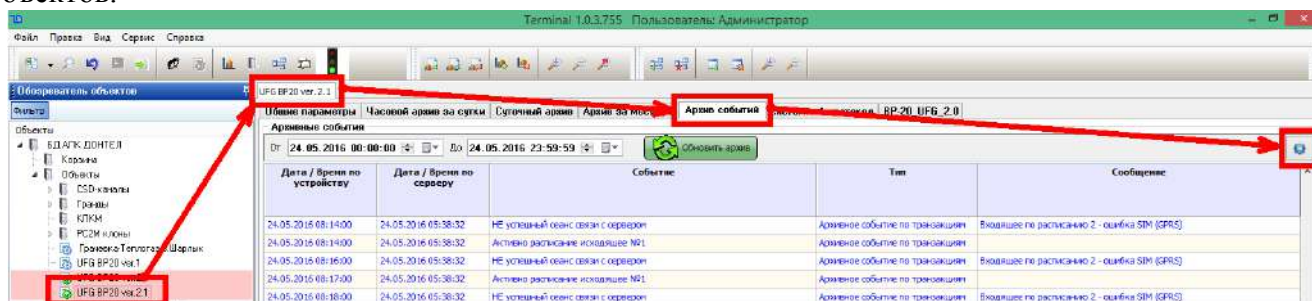 объектов.
Terminal 1.0.3.755 Пользователь: Администратор
Файл Правка Вид Сервис Справка
Обозреватель объектов
UFG BP20 ver. 2.1
Фильтр
Общие параметры Часовой архив за сутки Суточный архив Архив за Архив событий BP-20_UFG_2.0
Объекты
Архивные события
БД АПК ДОНТЕЛ
От 24.05.2016 00:00:00 До 24.05.2016 23:59:59 Обновить архив
Корзина
Объекты
Дата / Время по устройству Дата / Время по серверу Событие Тип Сообщение
CSD-каналы
Границы
КПКМ
РС2М клоны
24.05.2016 08:14:00 24.05.2016 05:38:32 НЕ успешный сеанс связи с сервером Архивное событие по транзакциям Входящее по расписанию 2 - ошибка SIM (GPRS)
Шарлык
24.05.2016 08:14:00 24.05.2016 05:38:32 Активно расписание исходящее №1 Архивное событие по транзакциям
UFG BP20 ver.1
24.05.2016 08:16:00 24.05.2016 05:38:32 НЕ успешный сеанс связи с сервером Архивное событие по транзакциям Входящее по расписанию 2 - ошибка SIM (GPRS)
24.05.2016 08:17:00 24.05.2016 05:38:32 Активно расписание исходящее №1 Архивное событие по транзакциям
UFG BP20 ver.2.1
24.05.2016 08:18:00 24.05.2016 05:38:32 НЕ успешный сеанс связи с сервером Архивное событие по транзакциям Входящее по расписанию 2 - ошибка SIM (GPRS)